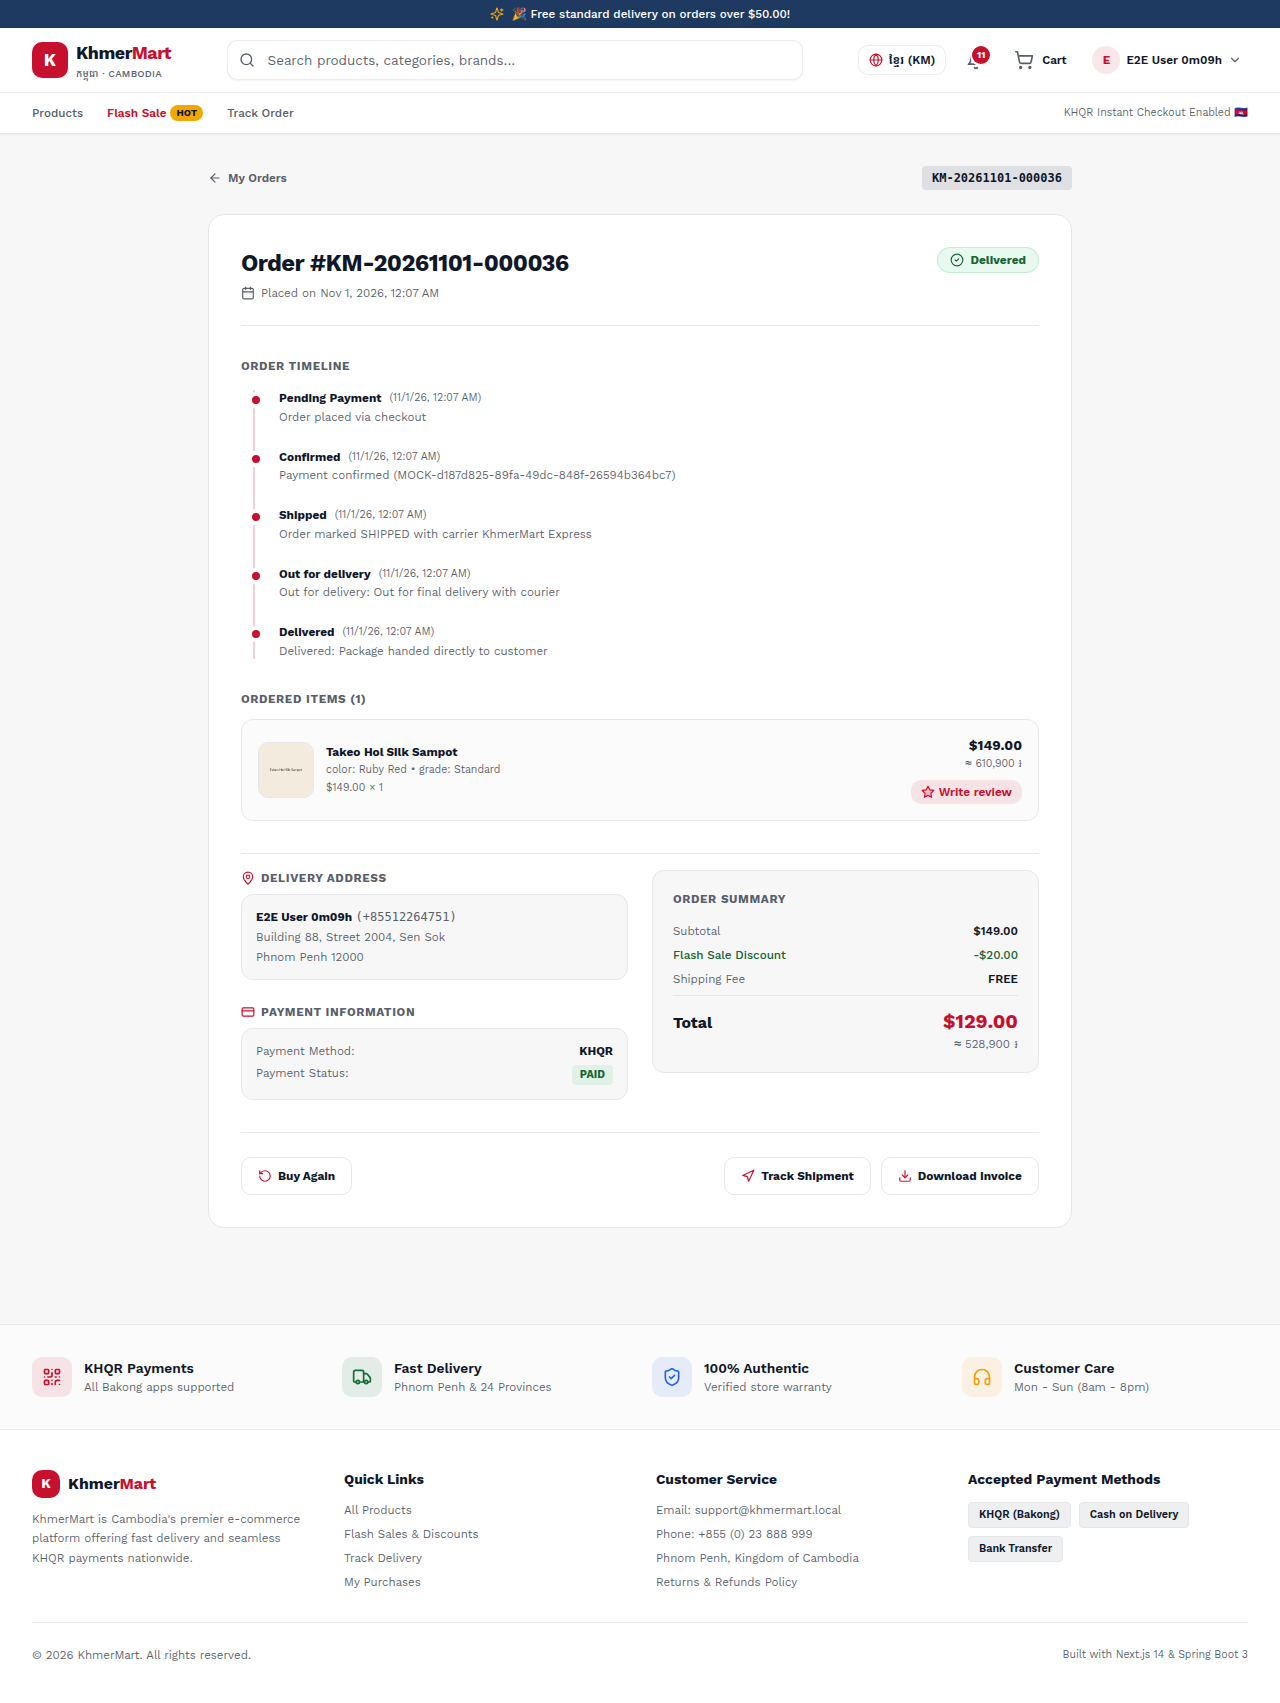 ✨ 🎉 Free standard delivery on orders over $50.00!
K KhmerMart
កម្ពុជា · CAMBODIA
Search products, categories, brands...
ខ្មែរ (KM)
11
Cart
E E2E User 0m09h
Products Flash Sale HOT Track Order
KHQR Instant Checkout Enabled 🇰🇭
My Orders
KM-20261101-000036
Order #KM-20261101-000036
Delivered
Placed on Nov 1, 2026, 12:07 AM
ORDER TIMELINE
Pending Payment (11/1/26, 12:07 AM)
Order placed via checkout
Confirmed (11/1/26, 12:07 AM)
Payment confirmed (MOCK-d187d825-89fa-49dc-848f-26594b364bc7)
Shipped (11/1/26, 12:07 AM)
Order marked SHIPPED with carrier KhmerMart Express
Out for delivery (11/1/26, 12:07 AM)
Out for delivery: Out for final delivery with courier
Delivered (11/1/26, 12:07 AM)
Delivered: Package handed directly to customer
ORDERED ITEMS (1)
Takeo Hol Silk Sampot
Takeo Hol Silk Sampot
color: Ruby Red • grade: Standard
$149.00 × 1
$149.00
≈ 610,900 ៛
Write review
DELIVERY ADDRESS
E2E User 0m09h (+85512264751)
Building 88, Street 2004, Sen Sok
Phnom Penh 12000
PAYMENT INFORMATION
Payment Method: KHQR
Payment Status: PAID
ORDER SUMMARY
Subtotal $149.00
Flash Sale Discount -$20.00
Shipping Fee FREE
Total $129.00
≈ 528,900 ៛
Buy Again
Track Shipment
Download Invoice
KHQR Payments
All Bakong apps supported
Fast Delivery
Phnom Penh & 24 Provinces
100% Authentic
Verified store warranty
Customer Care
Mon - Sun (8am - 8pm)
K KhmerMart
KhmerMart is Cambodia's premier e-commerce
platform offering fast delivery and seamless
KHQR payments nationwide.
Quick Links
All Products
Flash Sales & Discounts
Track Delivery
My Purchases
Customer Service
Email: support@khmermart.local
Phone: +855 (0) 23 888 999
Phnom Penh, Kingdom of Cambodia
Returns & Refunds Policy
Accepted Payment Methods
KHQR (Bakong) Cash on Delivery
Bank Transfer
© 2026 KhmerMart. All rights reserved.
Built with Next.js 14 & Spring Boot 3